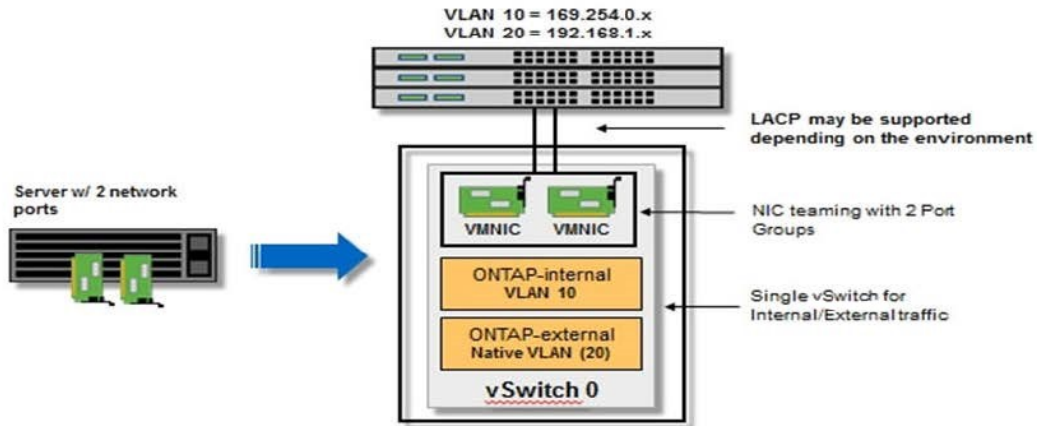 VLAN 10 = 169.254.0.x
VLAN 20 = 192.168.1.x
LACP may be supported
depending on the environment
Server w/ 2 network
ports
VMNIC
VMNIC
NIC teaming with 2 Port
Groups
ONTAP-internal
VLAN 10
Single vSwitch for
Internal/External traffic
ONTAP-external
Native VLAN (20)
vSwitch 0